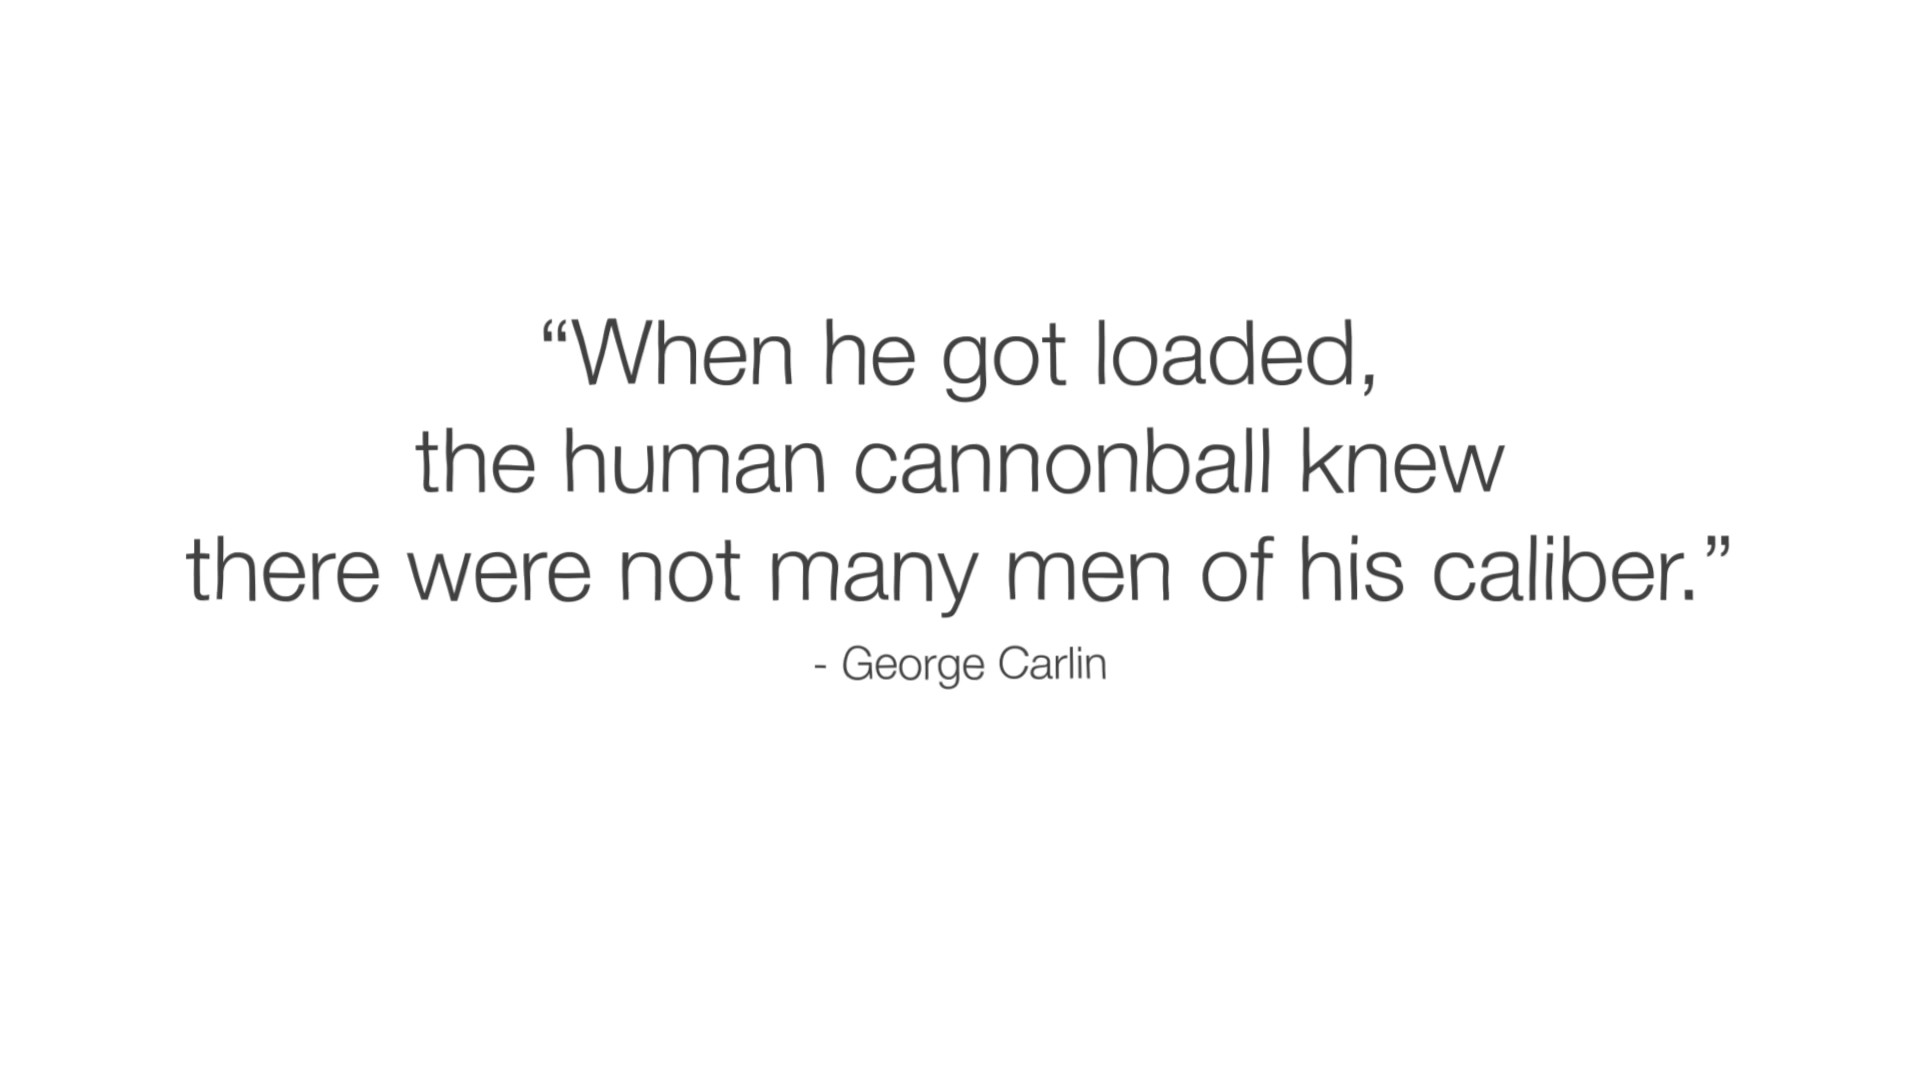 “When he got loaded,
the human cannonball knew
there were not many men of his caliber.”
- George Carlin